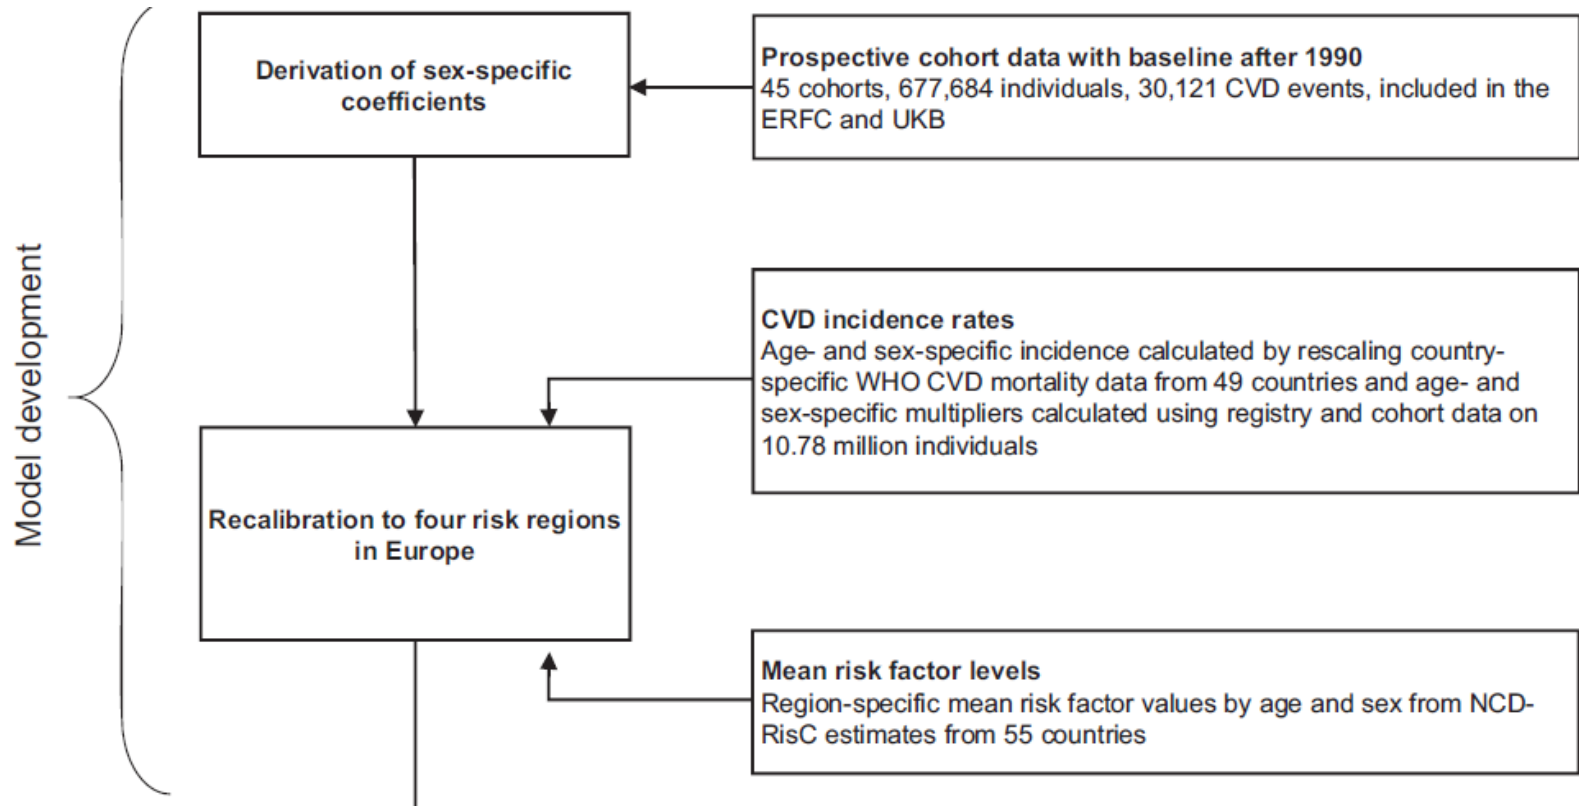 Model development
Derivation of sex-specific
coefficients
Prospective cohort data with baseline after 1990
45 cohorts, 677,684 individuals, 30,121 CVD events, included in the
ERFC and UKB
CVD incidence rates
Age- and sex-specific incidence calculated by rescaling country-
specific WHO CVD mortality data from 49 countries and age- and
sex-specific multipliers calculated using registry and cohort data on
10.78 million individuals
Recalibration to four risk regions
in Europe
Mean risk factor levels
Region-specific mean risk factor values by age and sex from NCD-
RisC estimates from 55 countries